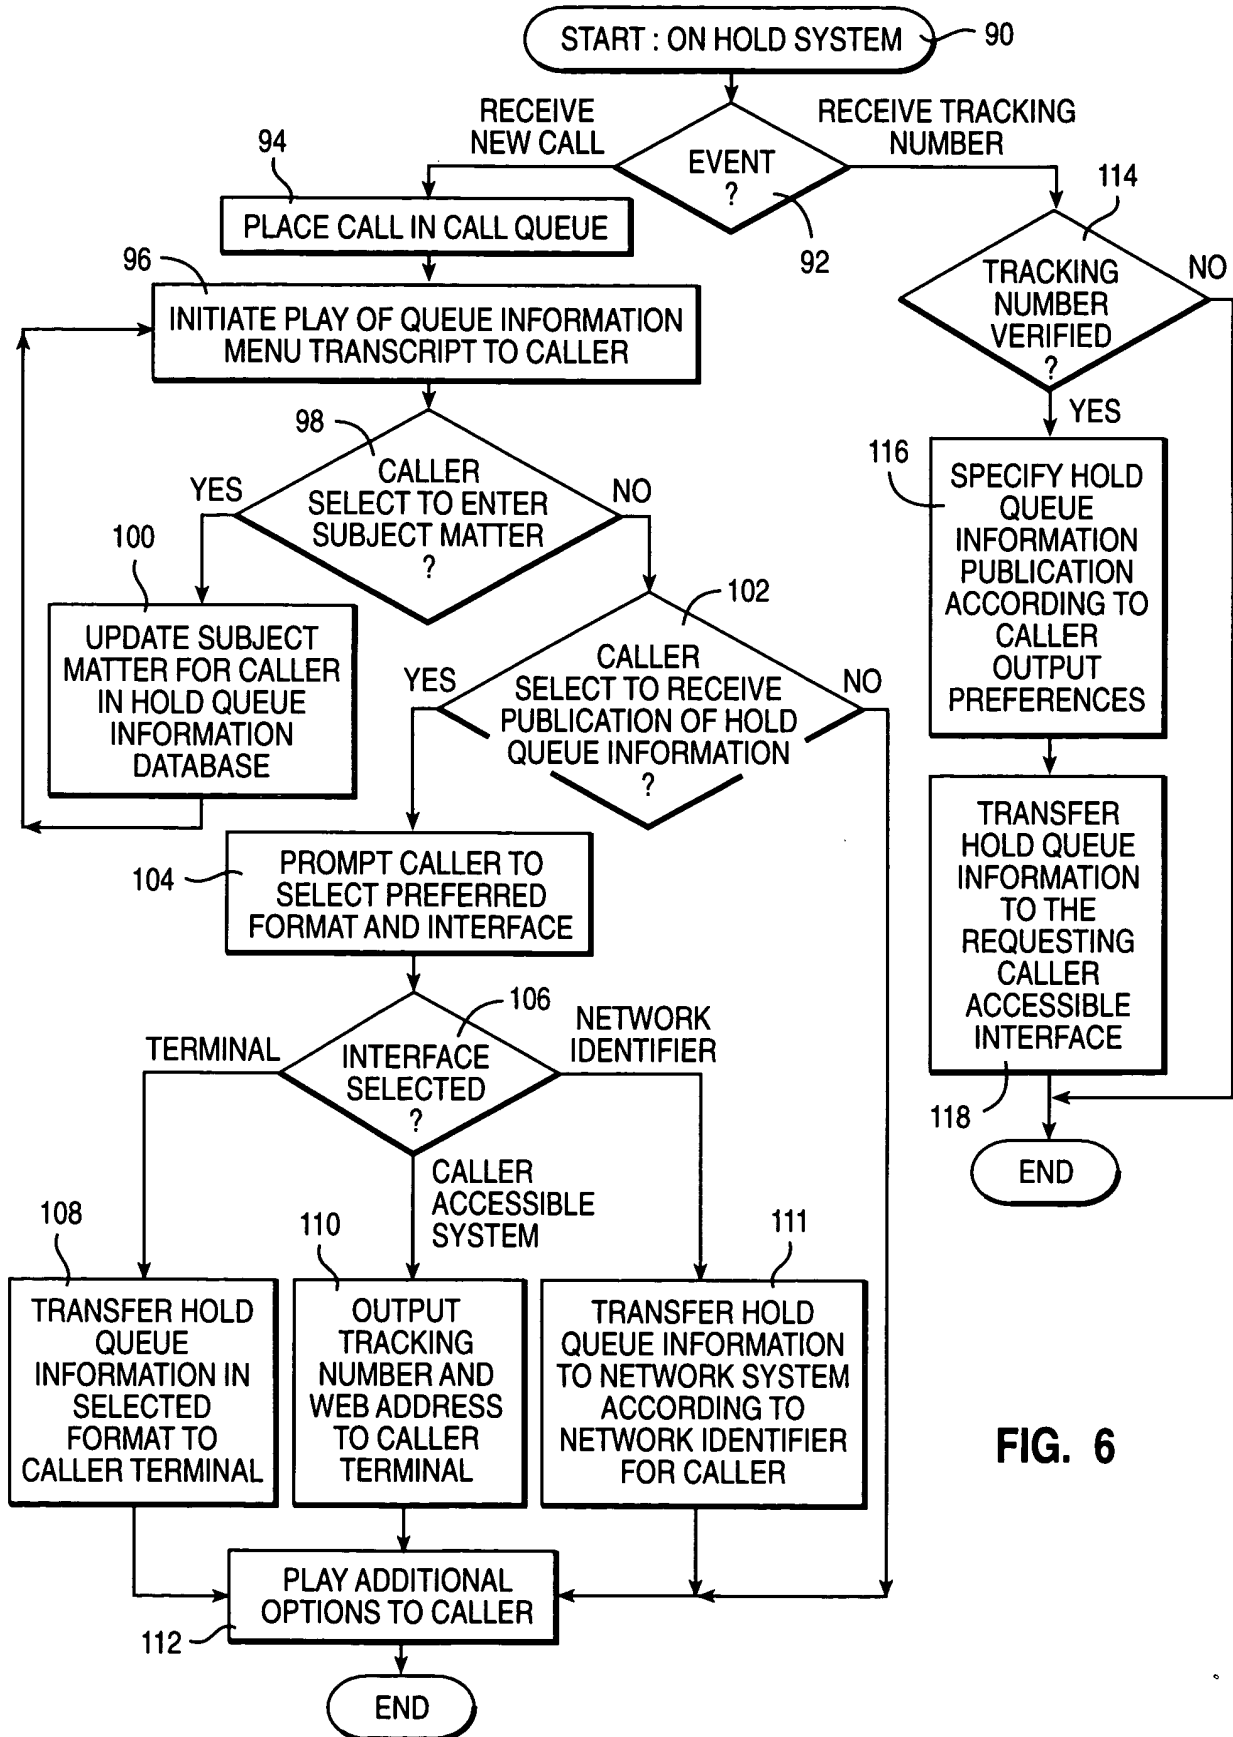 START : ON HOLD SYSTEM
90
RECEIVE
NEW CALL
RECEIVE TRACKING
NUMBER
EVENT
?
92
94
PLACE CALL IN CALL QUEUE
96
INITIATE PLAY OF QUEUE INFORMATION
MENU TRANSCRIPT TO CALLER
98
CALLER
SELECT TO ENTER
SUBJECT MATTER
?
YES
NO
100
UPDATE SUBJECT
MATTER FOR CALLER
IN HOLD QUEUE
INFORMATION
DATABASE
102
CALLER
SELECT TO RECEIVE
PUBLICATION OF HOLD
QUEUE INFORMATION
?
YES
NO
104
PROMPT CALLER TO
SELECT PREFERRED
FORMAT AND INTERFACE
106
INTERFACE
SELECTED
?
TERMINAL
NETWORK
IDENTIFIER
CALLER
ACCESSIBLE
SYSTEM
108
TRANSFER HOLD
QUEUE
INFORMATION IN
SELECTED
FORMAT TO
CALLER TERMINAL
110
OUTPUT
TRACKING
NUMBER AND
WEB ADDRESS
TO CALLER
TERMINAL
111
TRANSFER HOLD
QUEUE INFORMATION
TO NETWORK SYSTEM
ACCORDING TO
NETWORK IDENTIFIER
FOR CALLER
PLAY ADDITIONAL
OPTIONS TO CALLER
112
END
114
TRACKING
NUMBER
VERIFIED
?
NO
YES
116
SPECIFY HOLD
QUEUE
INFORMATION
PUBLICATION
ACCORDING TO
CALLER
OUTPUT
PREFERENCES
TRANSFER
HOLD QUEUE
INFORMATION
TO THE
REQUESTING
CALLER
ACCESSIBLE
INTERFACE
118
END
FIG. 6